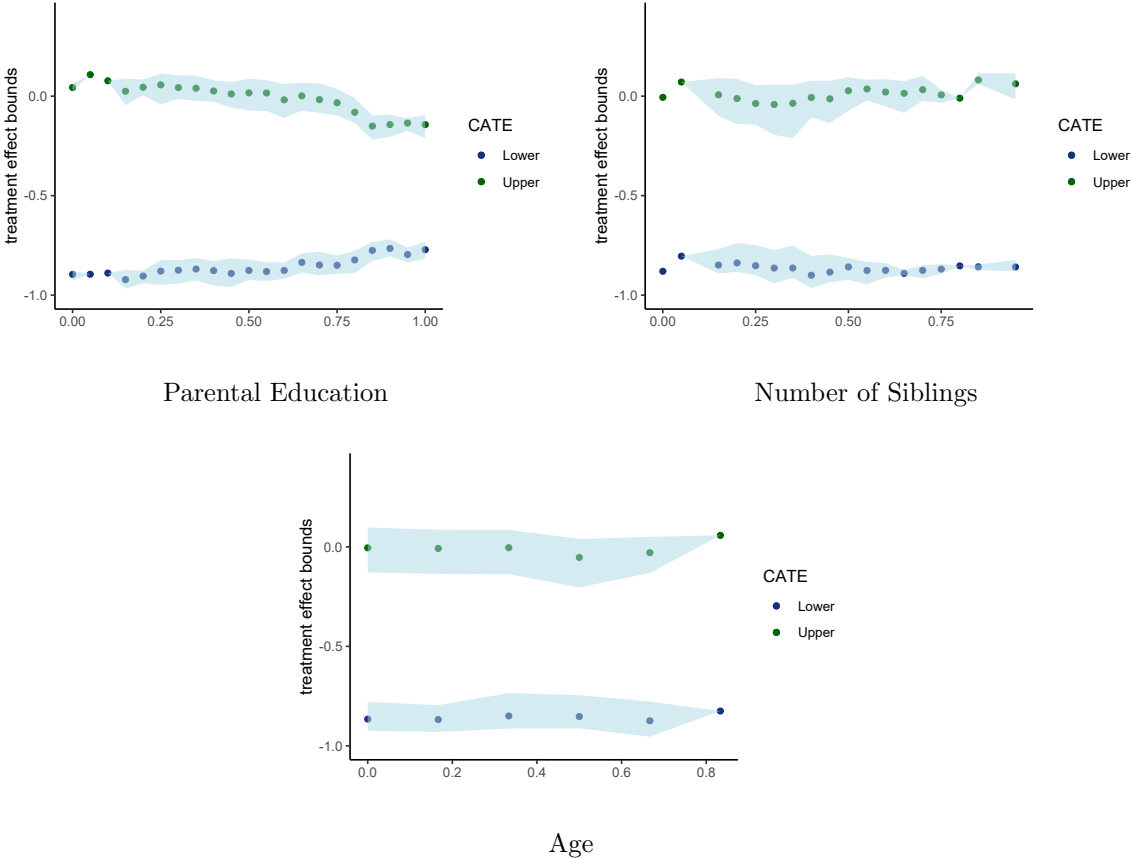 treatment effect bounds
0.0
-0.5
-1.0
0.00 0.25 0.50 0.75 1.00
CATE
Lower
Upper
Parental Education
treatment effect bounds
0.0
-0.5
-1.0
0.00 0.25 0.50 0.75
CATE
Lower
Upper
Number of Siblings
treatment effect bounds
0.0
-0.5
-1.0
0.0 0.2 0.4 0.6 0.8
CATE
Lower
Upper
Age